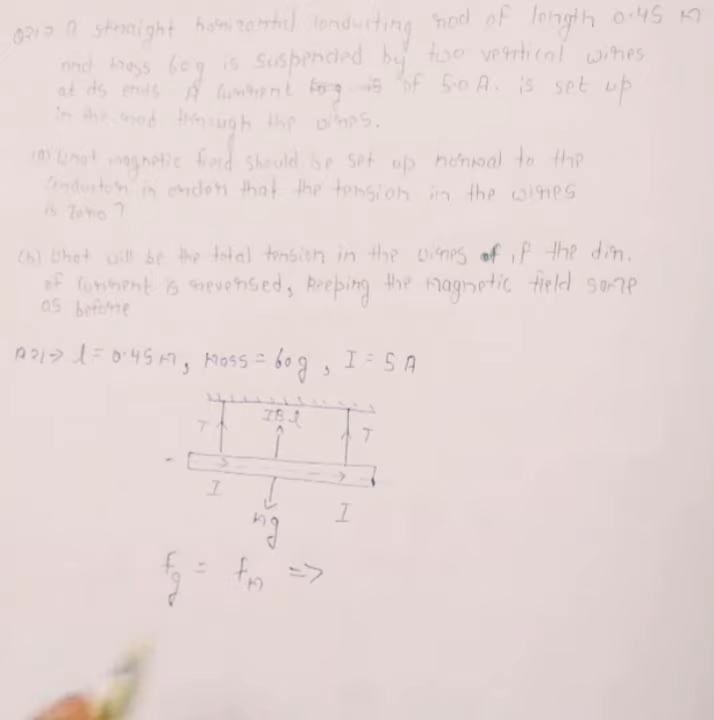 Q21→ A straight horizontal conducting rod of length 0.45 M
and mass 60g is suspended by two vertical wires
at its ends A current is of 5.0 A. is set up
in the rod through the wires.
(a) What magnetic field should be set up normal to the
conductor in order that the tension in the wires
is zero?
(b) What will be the total tension in the wires if the dirn.
of current is reversed, keeping the magnetic field same
as before
A21→ l = 0.45 M, Mass = 60g, I = 5 A
IBl
T T
I I
mg
Fg = Fm =>